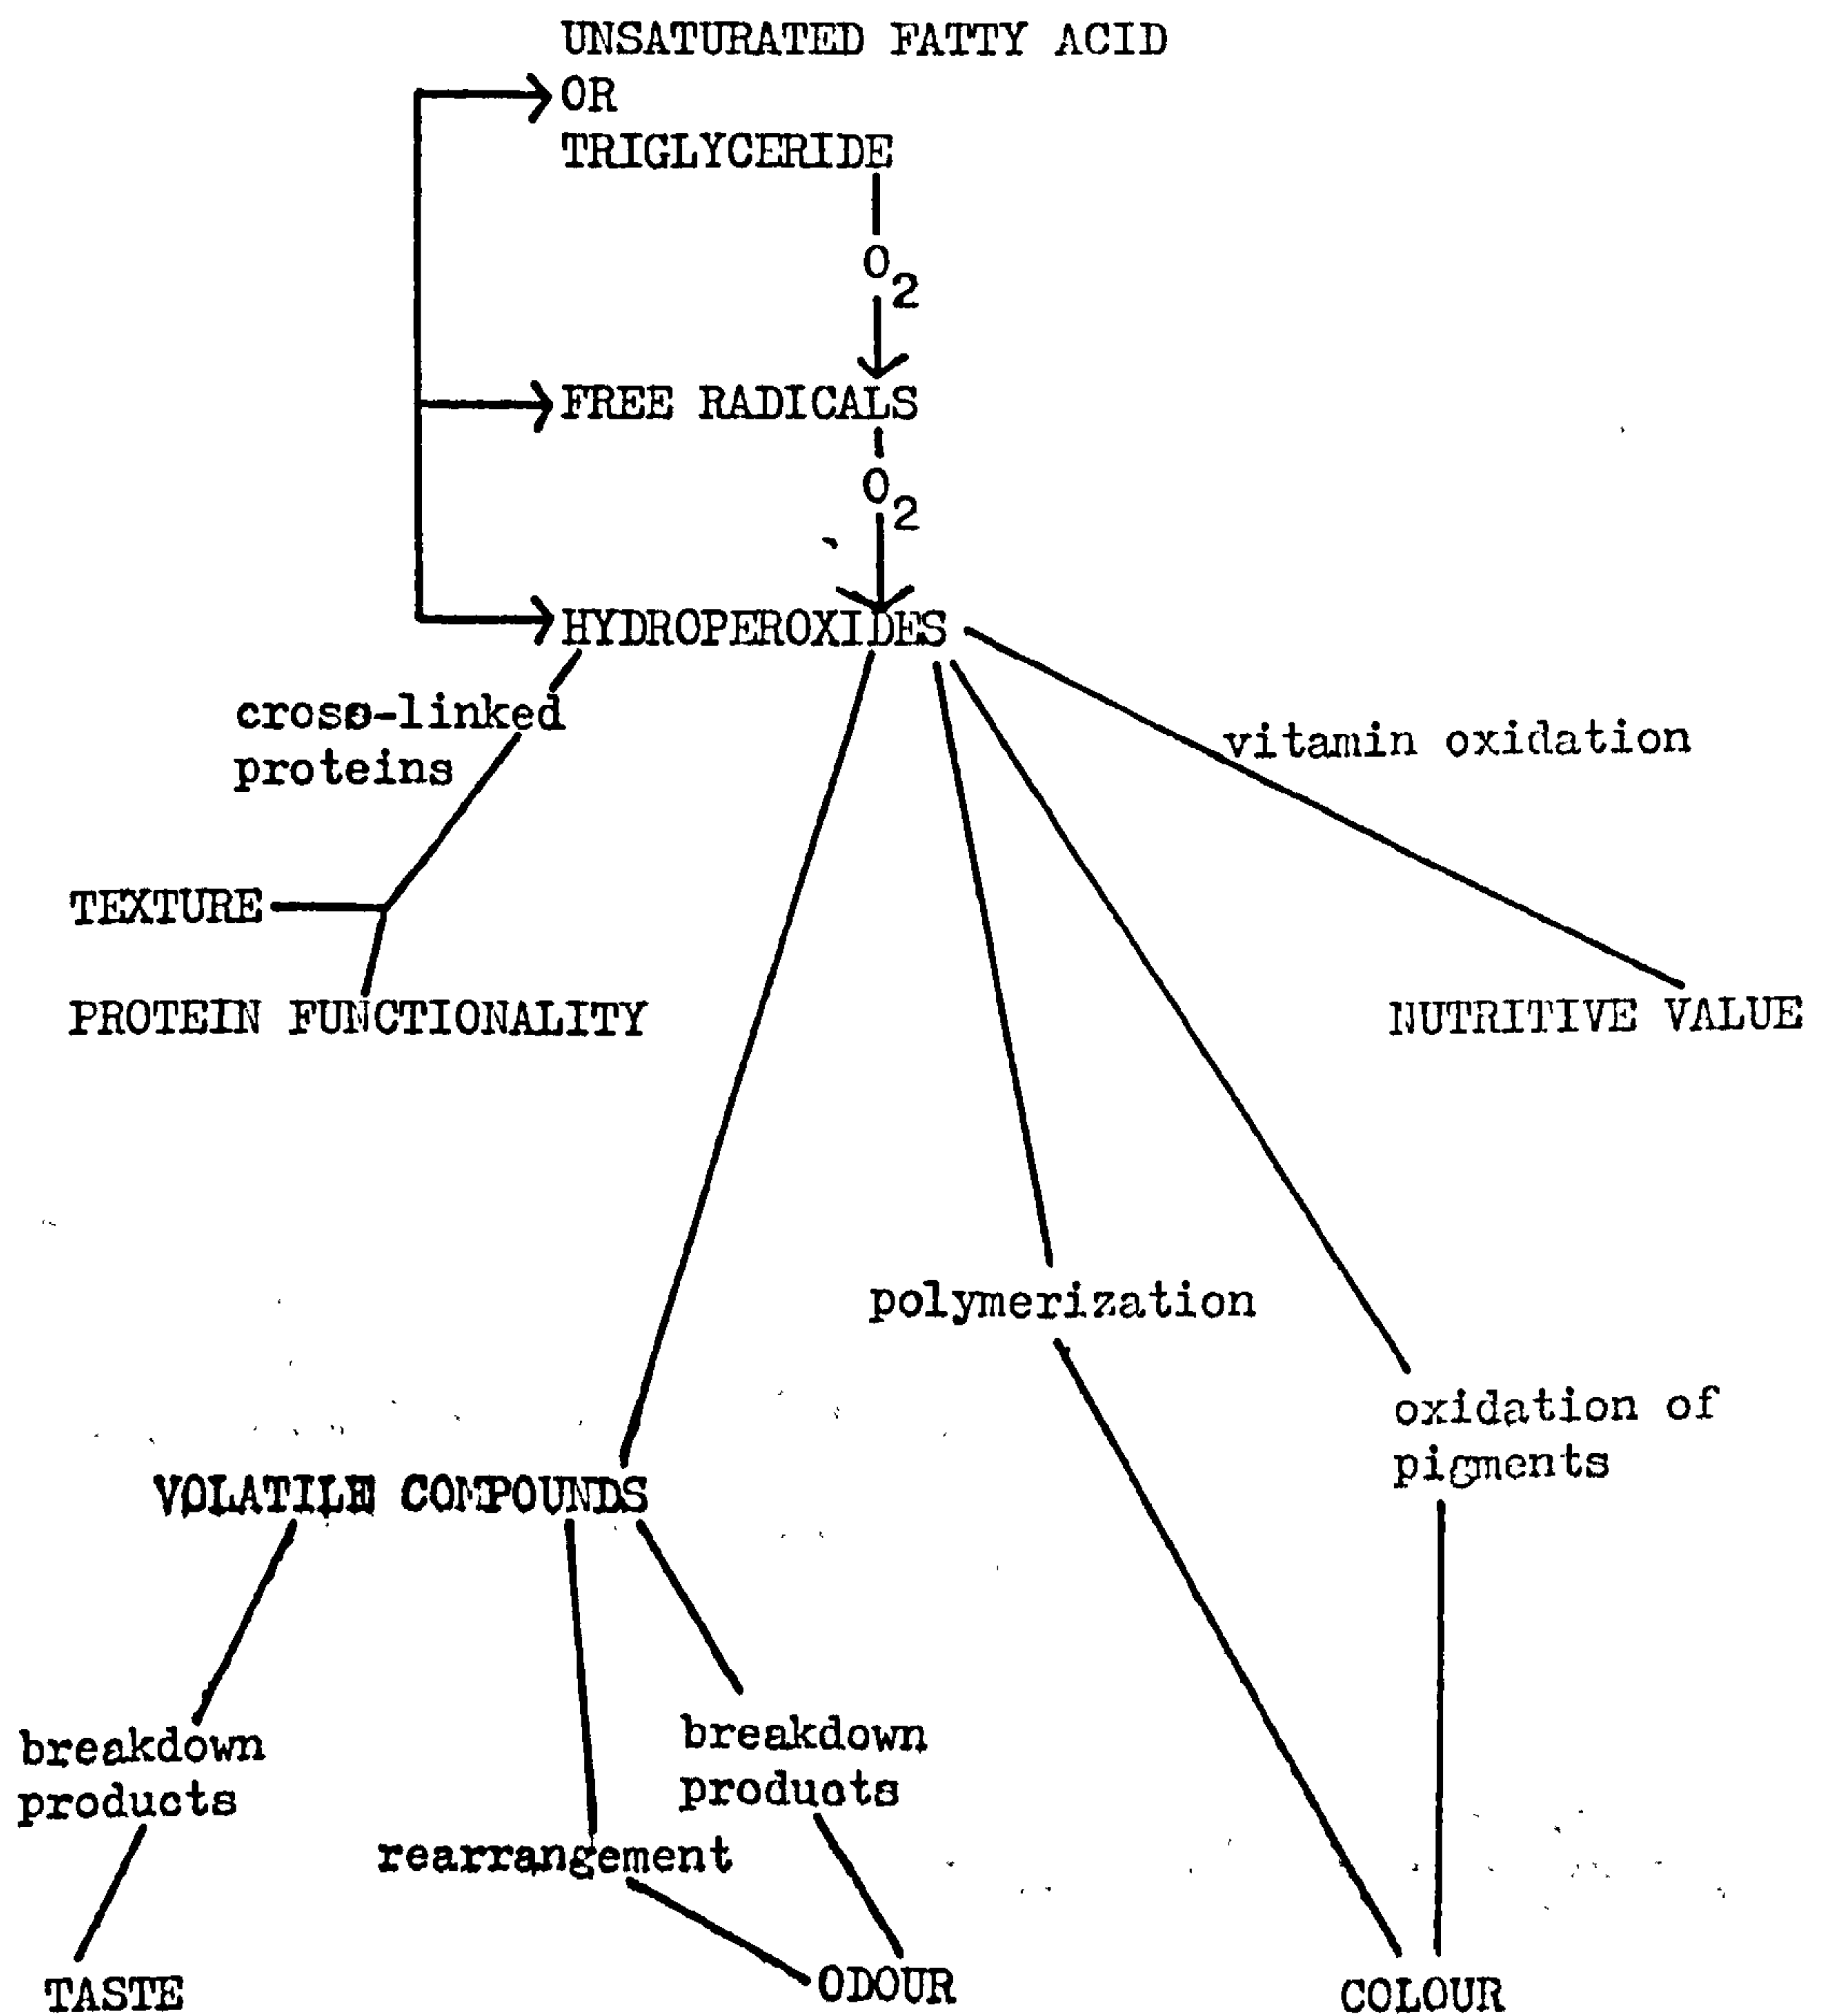 UNSATURATED FATTY ACID
OR
TRIGLYCERIDE
O2
FREE RADICALS
O2
HYDROPEROXIDES
cross-linked
proteins
vitamin oxidation
TEXTURE
PROTEIN FUNCTIONALITY
NUTRITIVE VALUE
polymerization
oxidation of
pigments
VOLATILE COMPOUNDS
breakdown
products
breakdown
products
rearrangement
TASTE
ODOUR
COLOUR